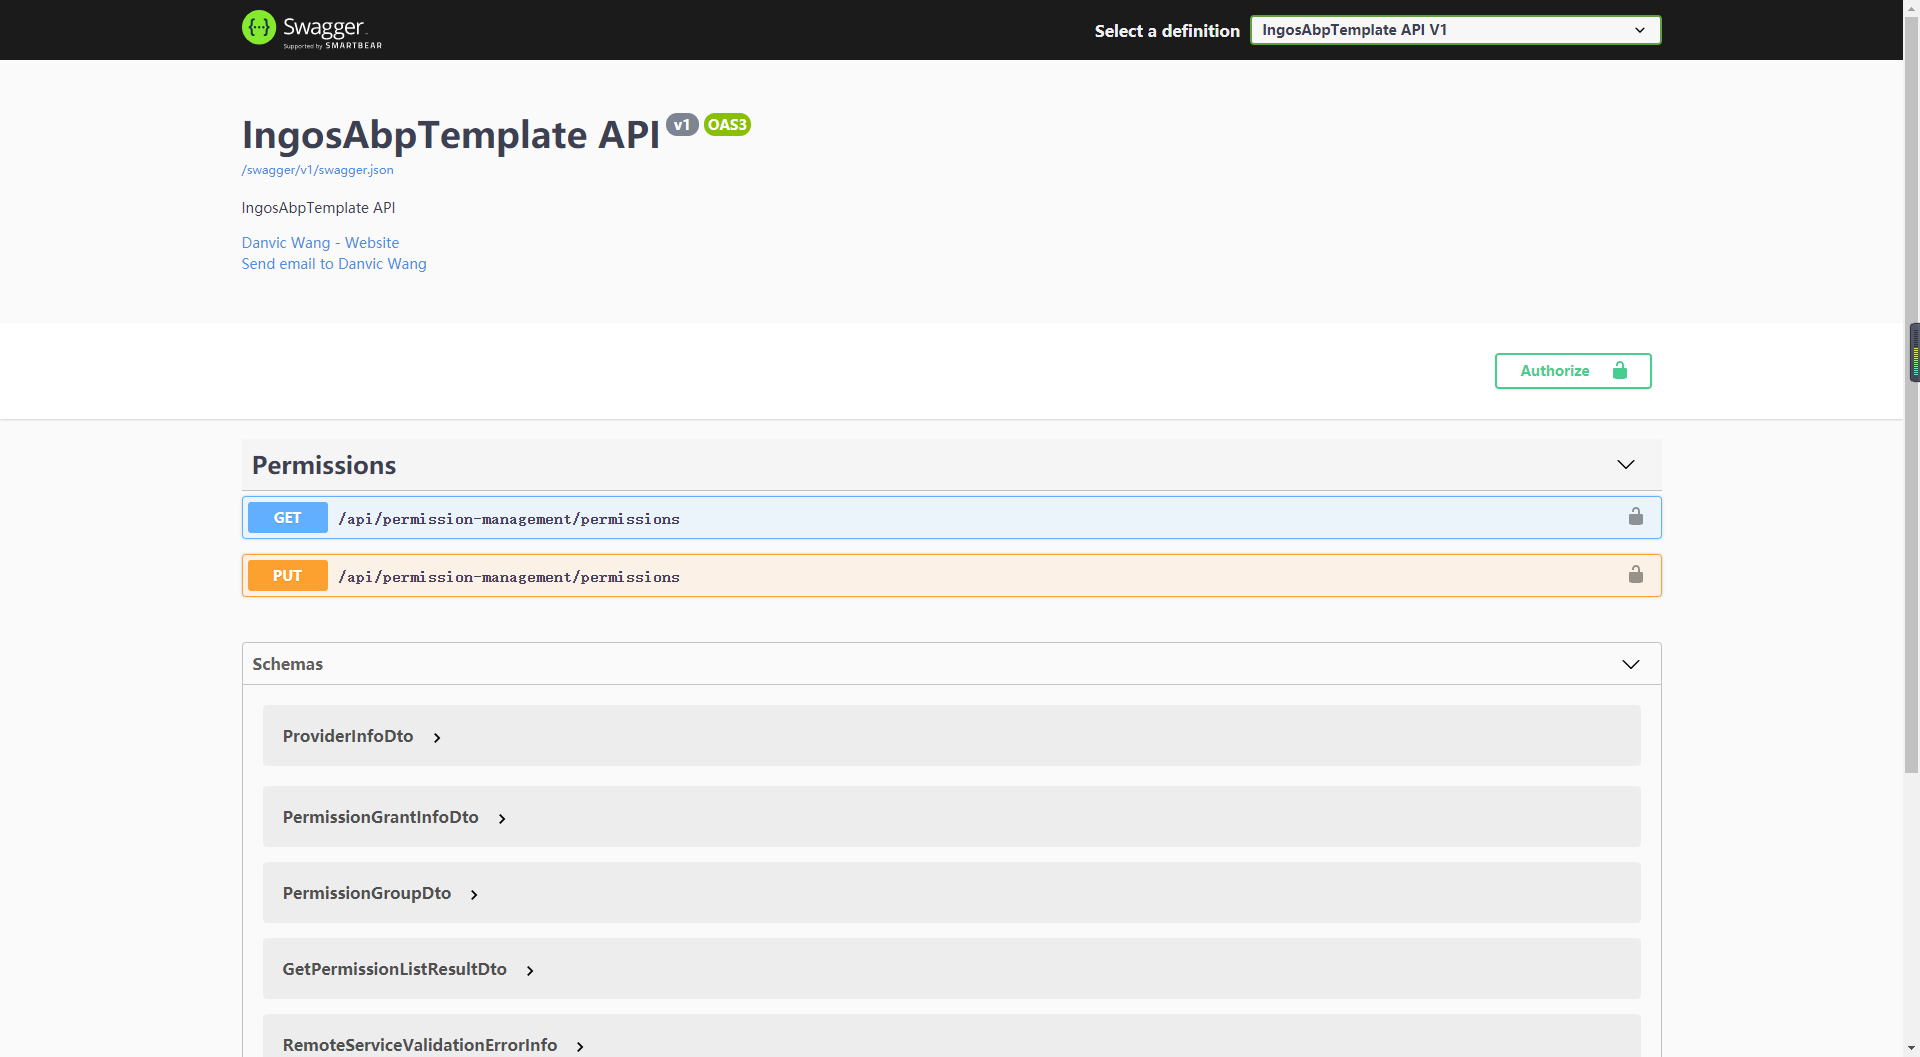 Swagger
Supported by SMARTBEAR
Select a definition
IngosAbpTemplate API V1
IngosAbpTemplate API v1 OAS3
/swagger/v1/swagger.json
IngosAbpTemplate API
Danvic Wang - Website
Send email to Danvic Wang
Authorize
Permissions
GET /api/permission-management/permissions
PUT /api/permission-management/permissions
Schemas
ProviderInfoDto
PermissionGrantInfoDto
PermissionGroupDto
GetPermissionListResultDto
RemoteServiceValidationErrorInfo